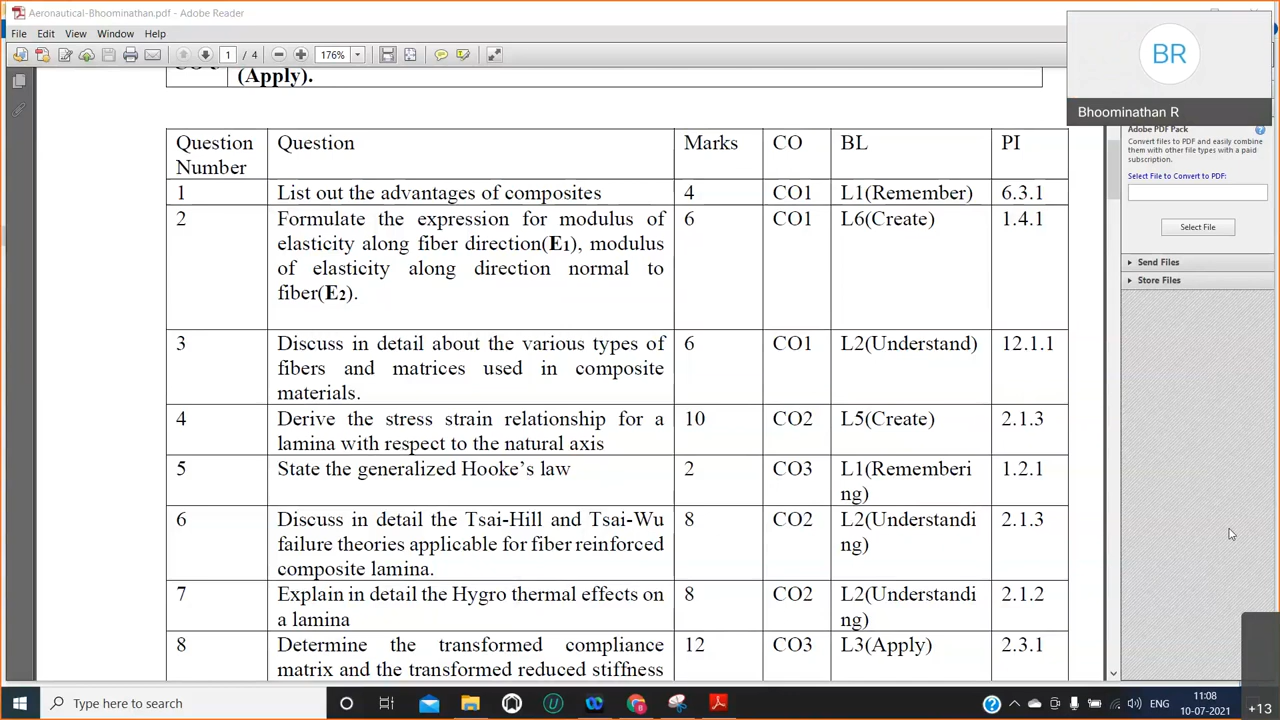 Aeronautical-Bhoominathan.pdf - Adobe Reader
File Edit View Window Help
1 / 4 176%
BR
Bhoominathan R
(Apply).
Adobe PDF Pack
Convert files to PDF and easily combine
them with other file types with a paid
subscription.
Select File to Convert to PDF:
Select File
Send Files
Store Files
Question Number Question Marks CO BL PI
1 List out the advantages of composites 4 CO1 L1(Remember) 6.3.1
2 Formulate the expression for modulus of 6 CO1 L6(Create) 1.4.1
elasticity along fiber direction(E1), modulus
of elasticity along direction normal to
fiber(E2).
3 Discuss in detail about the various types of 6 CO1 L2(Understand) 12.1.1
fibers and matrices used in composite
materials.
4 Derive the stress strain relationship for a 10 CO2 L5(Create) 2.1.3
lamina with respect to the natural axis
5 State the generalized Hooke's law 2 CO3 L1(Rememberi 1.2.1
ng)
6 Discuss in detail the Tsai-Hill and Tsai-Wu 8 CO2 L2(Understandi 2.1.3
failure theories applicable for fiber reinforced ng)
composite lamina.
7 Explain in detail the Hygro thermal effects on 8 CO2 L2(Understandi 2.1.2
a lamina ng)
8 Determine the transformed compliance 12 CO3 L3(Apply) 2.3.1
matrix and the transformed reduced stiffness
Type here to search
ENG
11:08
10-07-2021
+13